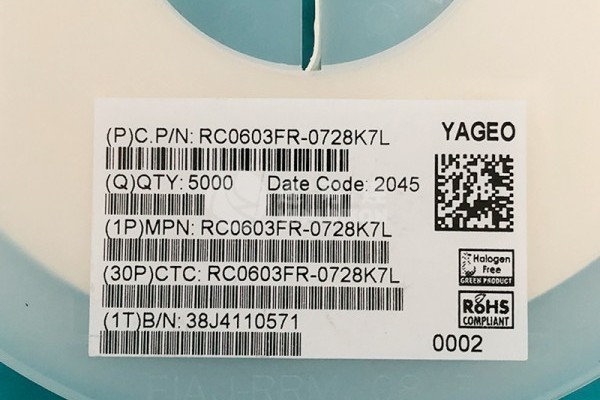 (P)C.P/N: RC0603FR-0728K7L
YAGEO
(Q)QTY: 5000 Date Code: 2045
(1P)MPN: RC0603FR-0728K7L
(30P)CTC: RC0603FR-0728K7L
Halogen
Free
GREEN PRODUCT
(1T)B/N: 38J4110571
RoHS
COMPLIANT
0002